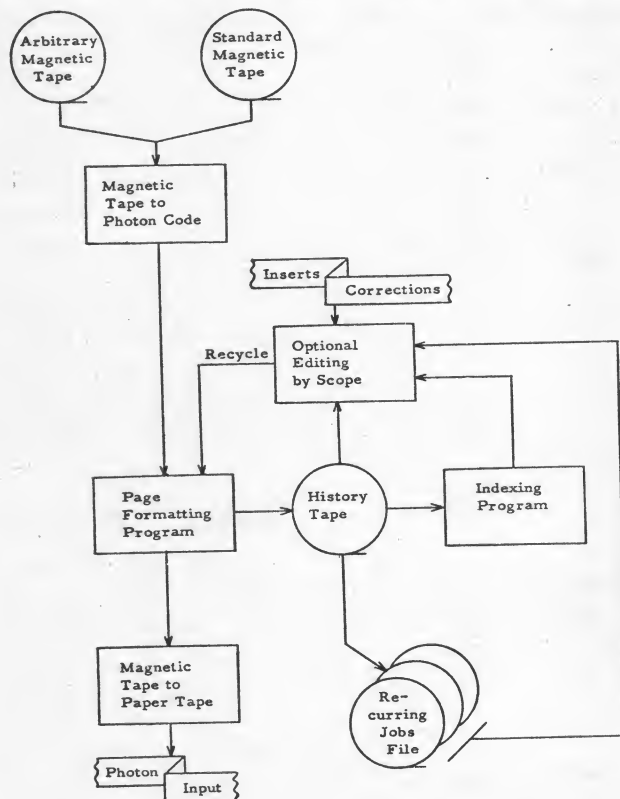 Arbitrary
Magnetic
Tape
Standard
Magnetic
Tape
Magnetic
Tape to
Photon Code
Inserts
Corrections
Recycle
Optional
Editing
by Scope
Page
Formatting
Program
History
Tape
Indexing
Program
Magnetic
Tape to
Paper Tape
Re-
curring
Jobs
File
Photon
Input